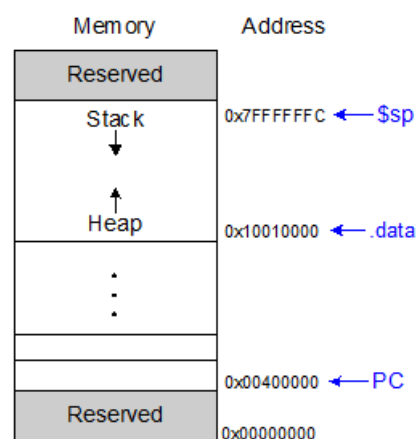 Memory Address
Reserved
Stack 0x7FFFFFFC $sp
Heap 0x10010000 .data
0x00400000 PC
Reserved
0x00000000